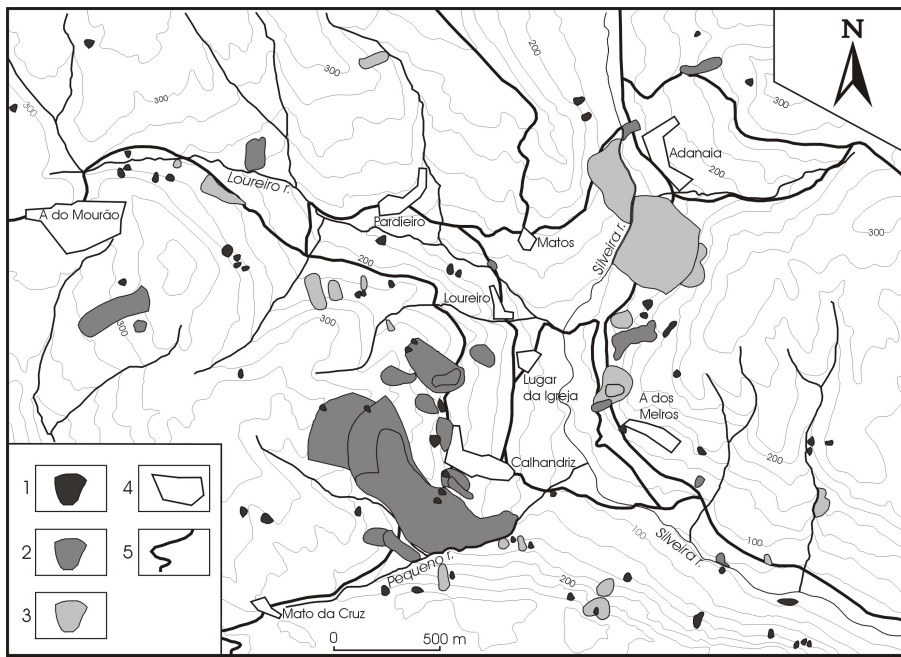 N
200
300
300
300
300
Adanaia
200
Loureiro r.
A do Mourão
Pardieiro
Matos
Silveira r.
300
200
Loureiro
300
300
Lugar
da Igreja
A dos
Melros
Calhandriz
200
1
4
2
5
3
100
Silveira r.
100
Pequeno r.
200
Mato da Cruz
100
0 500 m